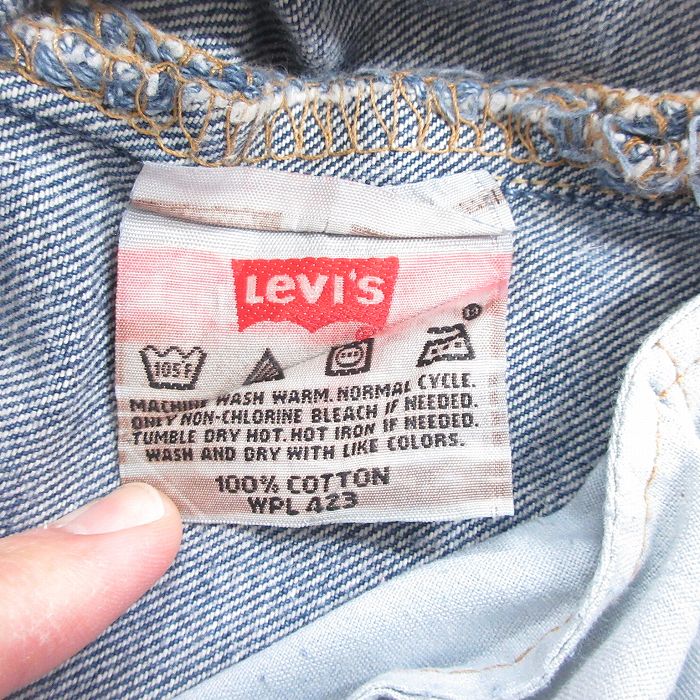 Levi's
105°F
MACHINE WASH WARM. NORMAL CYCLE.
ONLY NON-CHLORINE BLEACH IF NEEDED.
TUMBLE DRY HOT. HOT IRON IF NEEDED.
WASH AND DRY WITH LIKE COLORS.
100% COTTON
WPL 423